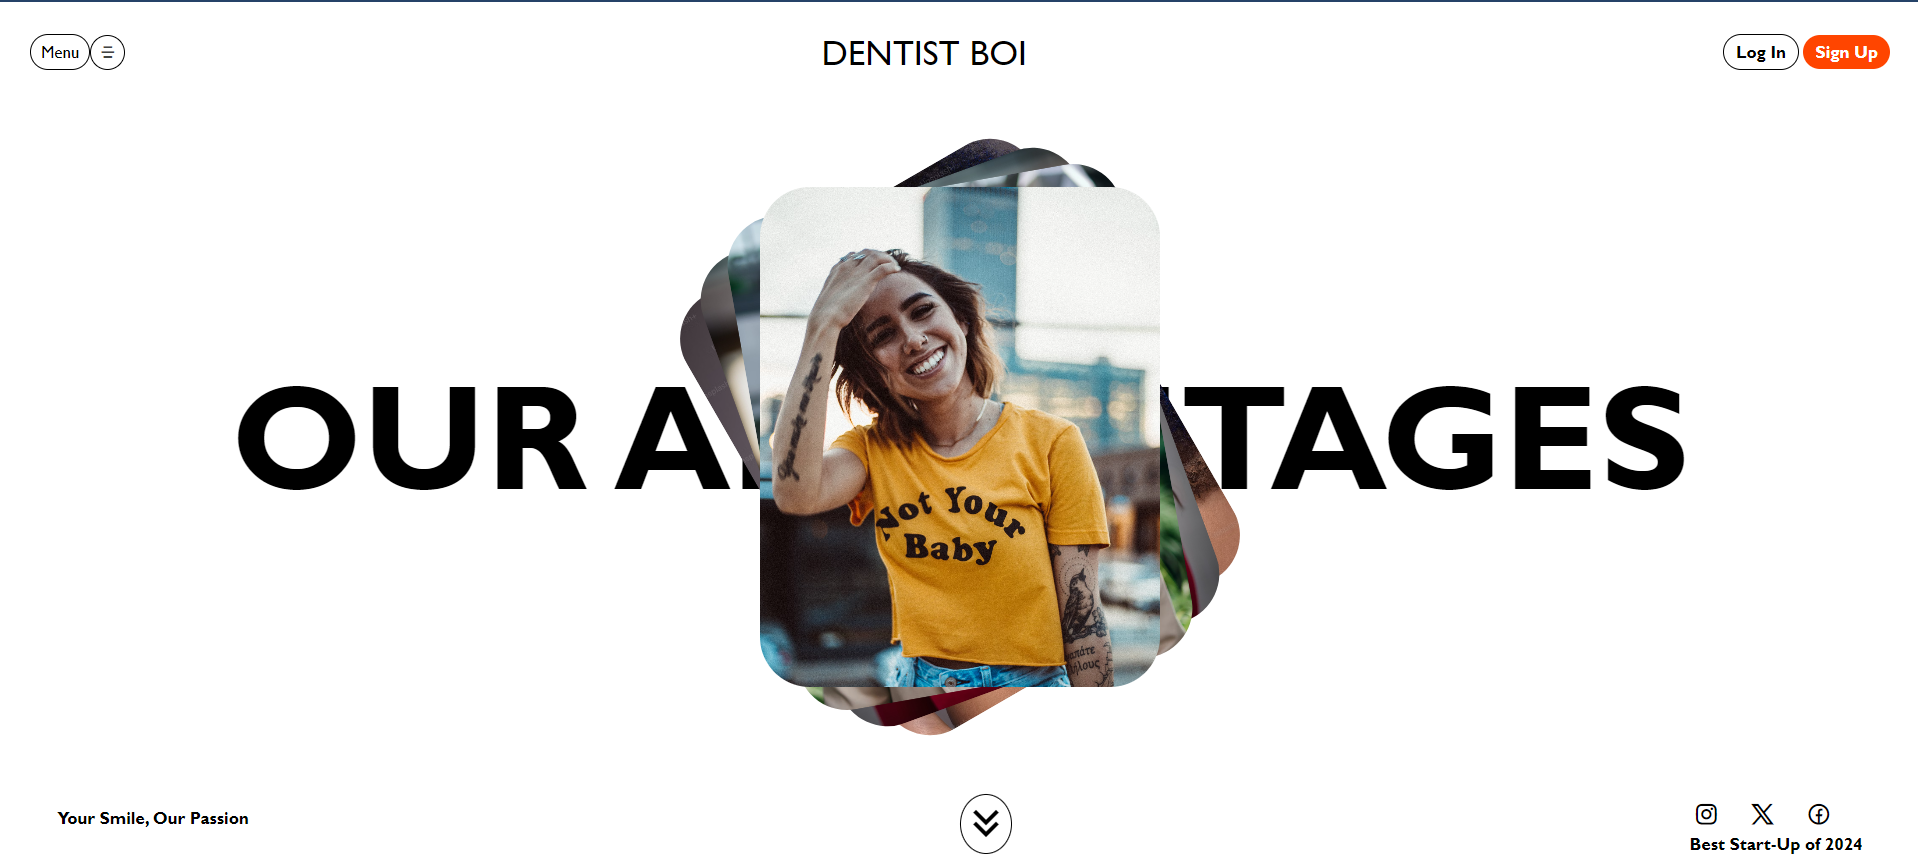 Menu
DENTIST BOI
Log In
Sign Up
OUR A TAGES
Not Your
Baby
Your Smile, Our Passion
Best Start-Up of 2024